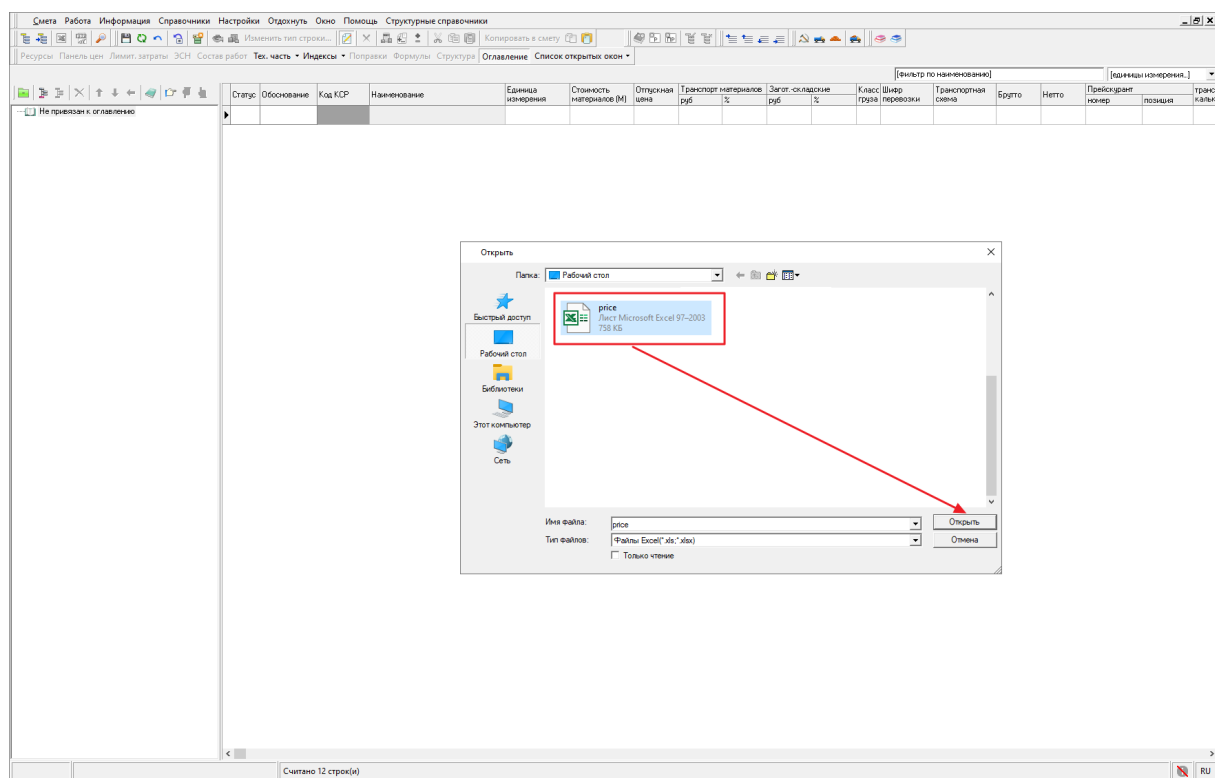 Смета Работа Информация Справочники Настройки Отдохнуть Окно Помощь Структурные справочники
Изменить тип строки... Копировать в смету
Ресурсы Панель цен Лимит. затраты ЭСН Состав работ Тех. часть Индексы Поправки Формулы Структура Оглавление Список открытых окон
[фильтр по наименованию] [единицы измерения..]
Не привязан к оглавлению
Статус Обоснование Код КСР Наименование Единица измерения Стоимость материалов (М) Отпускная цена Транспорт материалов Загот.-складские Класс груза Шифр перевозки Транспортная схема Брутто Нетто Прейскурант транс
руб % руб % номер позиция кальк
Открыть
Папка: Рабочий стол
Быстрый доступ
Рабочий стол
Библиотеки
Этот компьютер
Сеть
price
Лист Microsoft Excel 97–2003
758 КБ
Имя файла: price Открыть
Тип файлов: Файлы Excel(*.xls;*.xlsx) Отмена
Только чтение
Считано 12 строк(и) RU